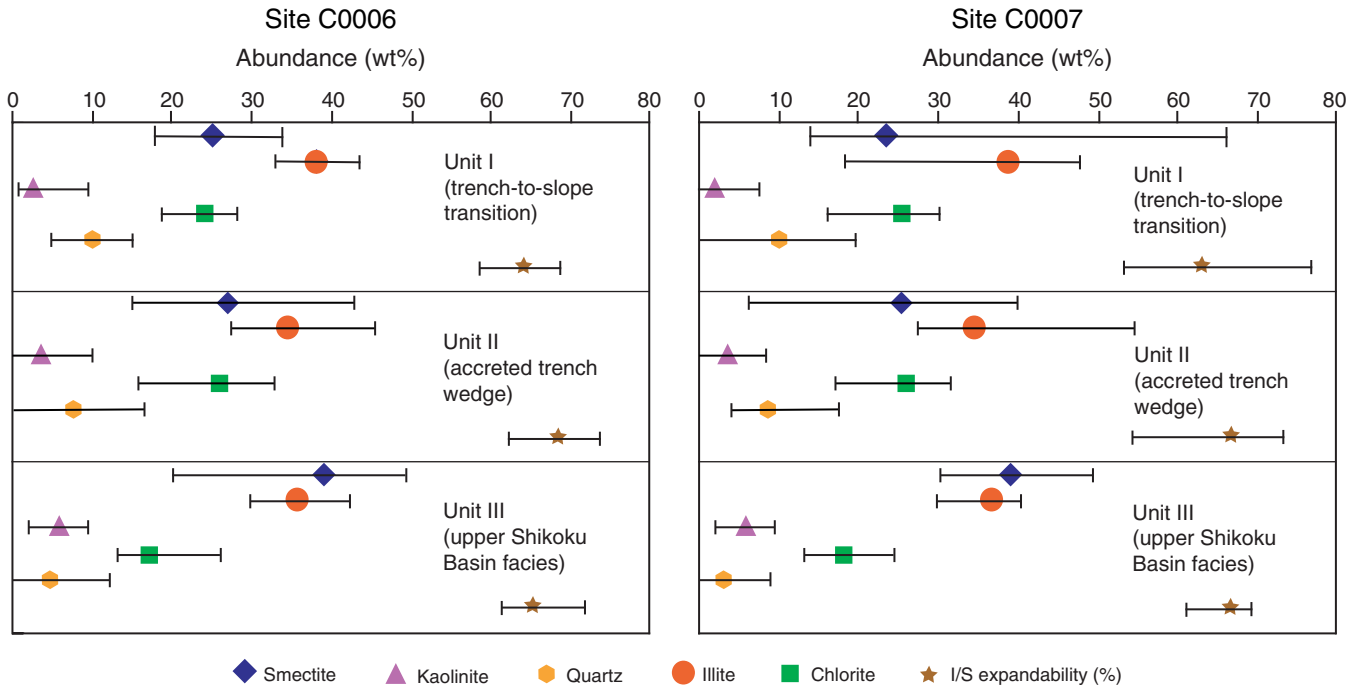 Site C0006
Abundance (wt%)
0 10 20 30 40 50 60 70 80
Unit I
(trench-to-slope
transition)
Unit II
(accreted trench
wedge)
Unit III
(upper Shikoku
Basin facies)
Site C0007
Abundance (wt%)
0 10 20 30 40 50 60 70 80
Unit I
(trench-to-slope
transition)
Unit II
(accreted trench
wedge)
Unit III
(upper Shikoku
Basin facies)
Smectite Kaolinite Quartz Illite Chlorite I/S expandability (%)